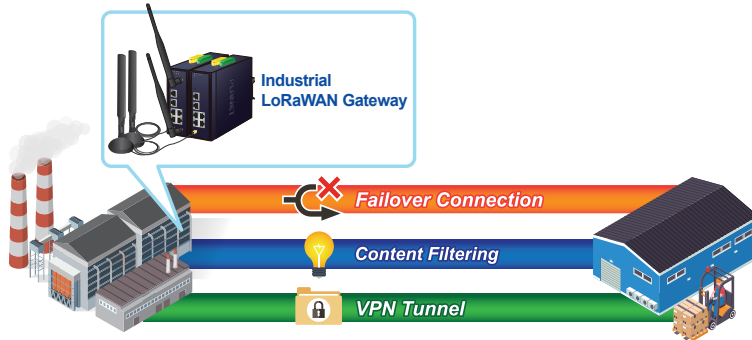 Industrial
LoRaWAN Gateway
Failover Connection
Content Filtering
VPN Tunnel